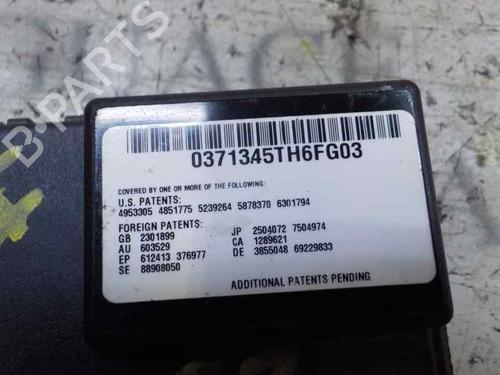 0371345TH6FG03
COVERED BY ONE OR MORE OF THE FOLLOWING:
U.S. PATENTS:
4953305 4851775 5239264 5878370 6301794
FOREIGN PATENTS:
GB 2301899 JP 2504072 7504974
AU 603529 CA 1289621
EP 612413 376977 DE 3855048 69229833
SE 88908050
ADDITIONAL PATENTS PENDING